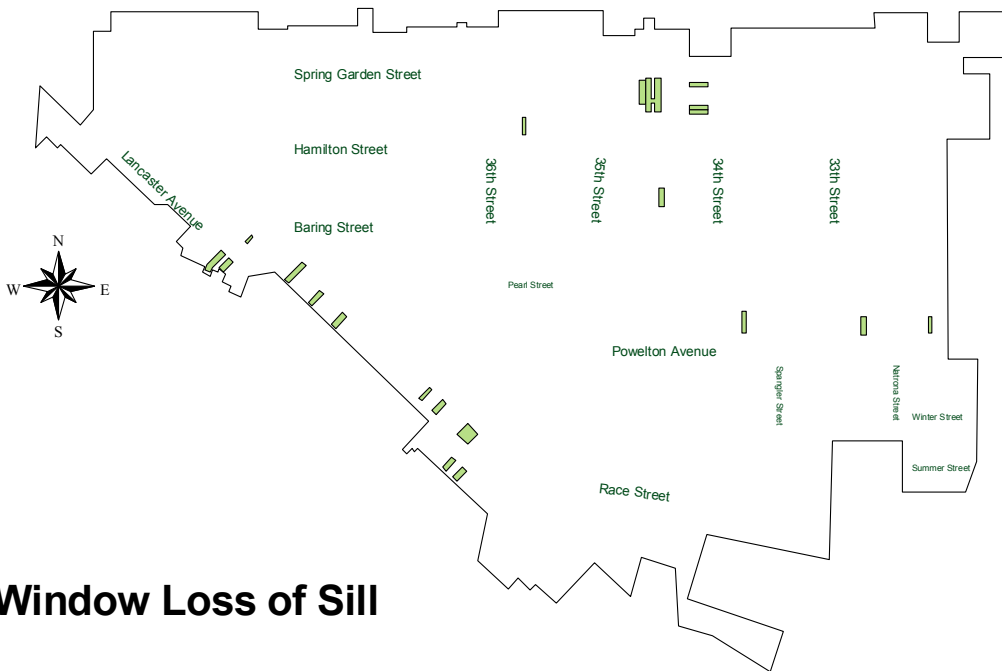 Spring Garden Street
Hamilton Street
Lancaster Avenue
36th Street
35th Street
34th Street
33th Street
Baring Street
N
W E
S
Pearl Street
Powelton Avenue
Spangler Street
Natrona Street
Winter Street
Summer Street
Race Street
Window Loss of Sill